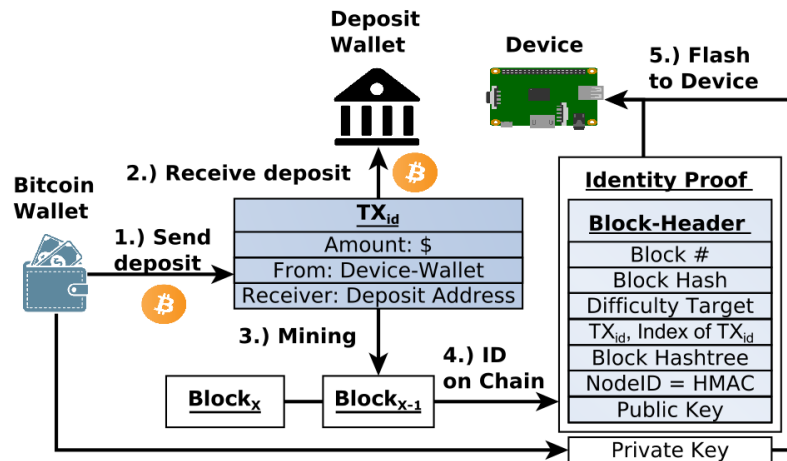 Deposit
Wallet
Device
5.) Flash
to Device
2.) Receive deposit
Bitcoin
Wallet
1.) Send
deposit
TXid
Amount: $
From: Device-Wallet
Receiver: Deposit Address
3.) Mining
4.) ID
on Chain
BlockX
BlockX-1
Identity Proof
Block-Header
Block #
Block Hash
Difficulty Target
TXid, Index of TXid
Block Hashtree
NodeID = HMAC
Public Key
Private Key